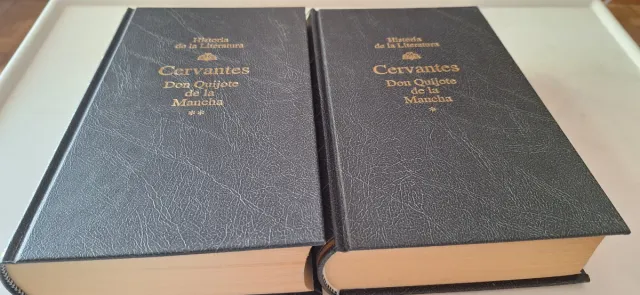 Historia
de la Literatura
Cervantes
Don Quijote
de la
Mancha
**
Historia
de la Literatura
Cervantes
Don Quijote
de la
Mancha
*